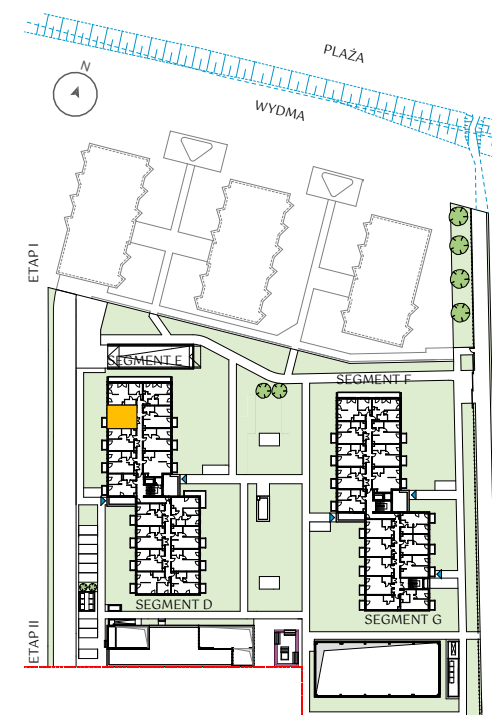 PLAŻA
N
WYDMA
ETAP I
SEGMENT E
SEGMENT F
SEGMENT D
SEGMENT G
ETAP II